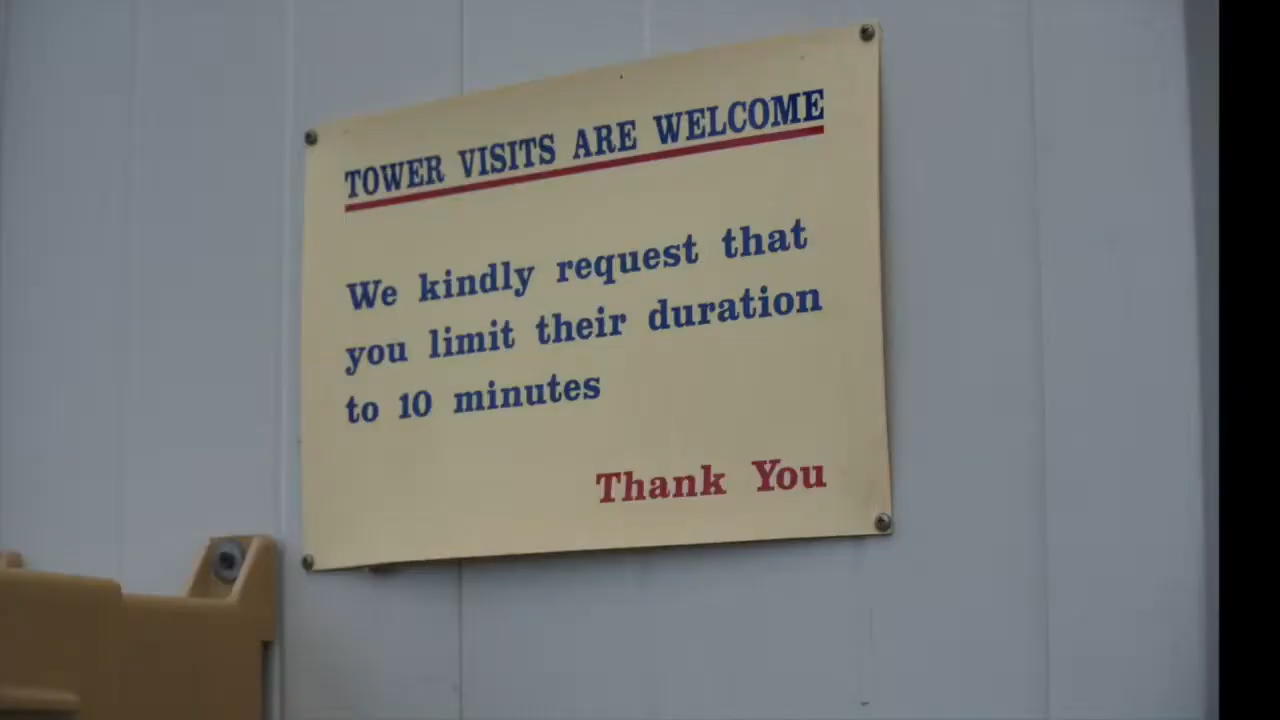 TOWER VISITS ARE WELCOME
We kindly request that
you limit their duration
to 10 minutes
Thank You